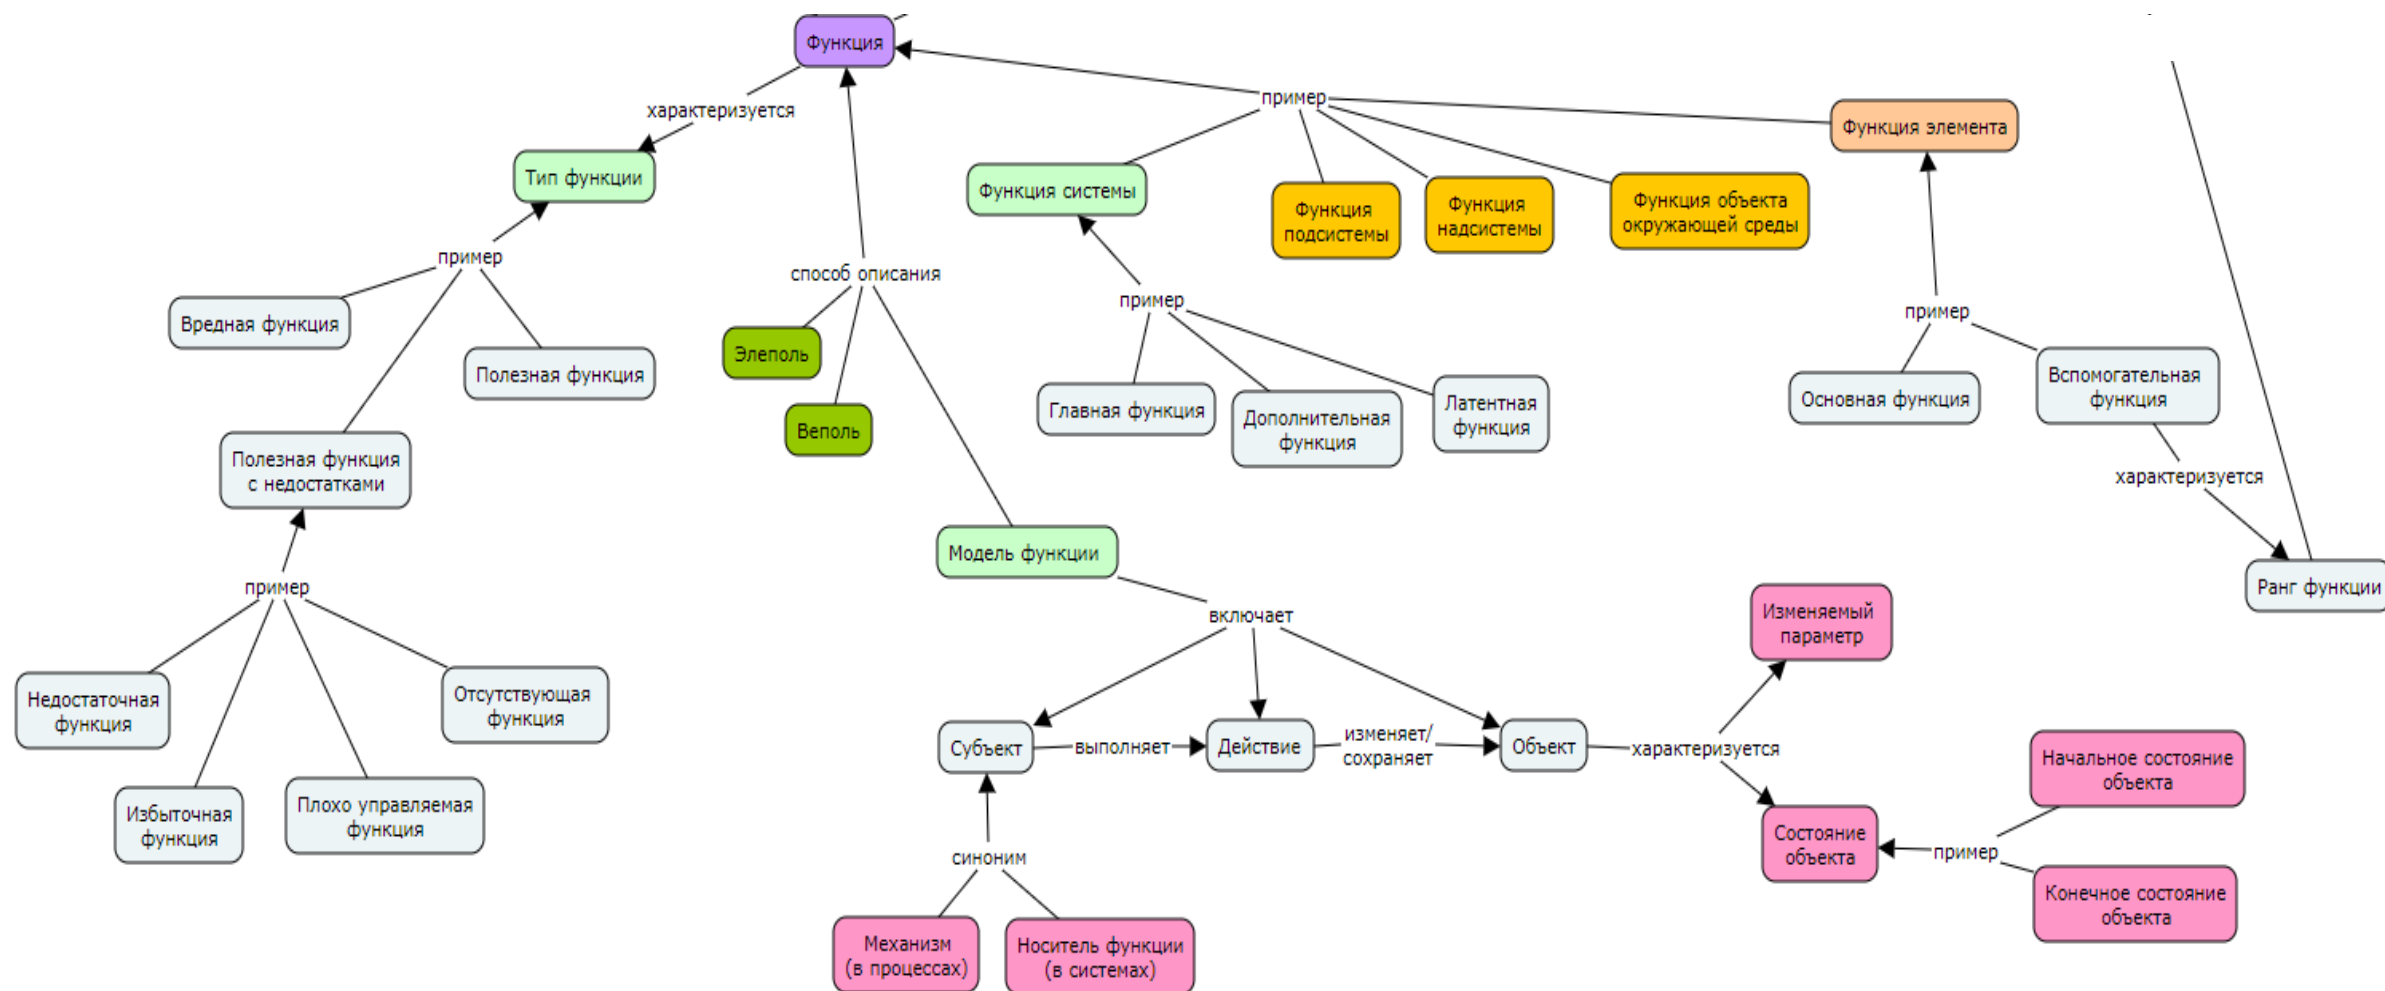 Функция
характеризуется
пример
Функция элемента
Тип функции
Функция системы
Функция
подсистемы
Функция
надсистемы
Функция объекта
окружающей среды
пример
способ описания
пример
пример
Вредная функция
Полезная функция
Элеполь
Веполь
Главная функция
Дополнительная
функция
Латентная
функция
Основная функция
Вспомогательная
функция
Полезная функция
с недостатками
характеризуется
Модель функции
Ранг функции
пример
включает
Изменяемый
параметр
Недостаточная
функция
Отсутствующая
функция
Избыточная
функция
Плохо управляемая
функция
Субъект
выполняет
Действие
изменяет/
сохраняет
Объект
характеризуется
Начальное состояние
объекта
Состояние
объекта
пример
Конечное состояние
объекта
синоним
Механизм
(в процессах)
Носитель функции
(в системах)